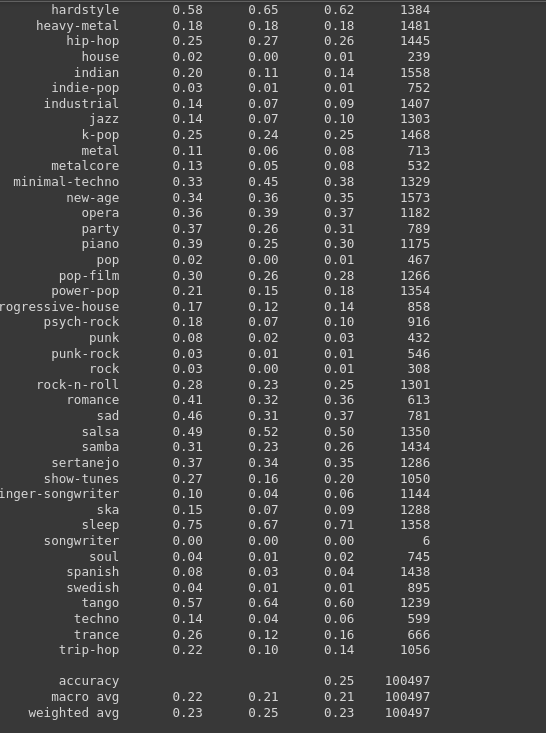 hardstyle 0.58 0.65 0.62 1384
heavy-metal 0.18 0.18 0.18 1481
hip-hop 0.25 0.27 0.26 1445
house 0.02 0.00 0.01 239
indian 0.20 0.11 0.14 1558
indie-pop 0.03 0.01 0.01 752
industrial 0.14 0.07 0.09 1407
jazz 0.14 0.07 0.10 1303
k-pop 0.25 0.24 0.25 1468
metal 0.11 0.06 0.08 713
metalcore 0.13 0.05 0.08 532
minimal-techno 0.33 0.45 0.38 1329
new-age 0.34 0.36 0.35 1573
opera 0.36 0.39 0.37 1182
party 0.37 0.26 0.31 789
piano 0.39 0.25 0.30 1175
pop 0.02 0.00 0.01 467
pop-film 0.30 0.26 0.28 1266
power-pop 0.21 0.15 0.18 1354
rogressive-house 0.17 0.12 0.14 858
psych-rock 0.18 0.07 0.10 916
punk 0.08 0.02 0.03 432
punk-rock 0.03 0.01 0.01 546
rock 0.03 0.00 0.01 308
rock-n-roll 0.28 0.23 0.25 1301
romance 0.41 0.32 0.36 613
sad 0.46 0.31 0.37 781
salsa 0.49 0.52 0.50 1350
samba 0.31 0.23 0.26 1434
sertanejo 0.37 0.34 0.35 1286
show-tunes 0.27 0.16 0.20 1050
inger-songwriter 0.10 0.04 0.06 1144
ska 0.15 0.07 0.09 1288
sleep 0.75 0.67 0.71 1358
songwriter 0.00 0.00 0.00 6
soul 0.04 0.01 0.02 745
spanish 0.08 0.03 0.04 1438
swedish 0.04 0.01 0.01 895
tango 0.57 0.64 0.60 1239
techno 0.14 0.04 0.06 599
trance 0.26 0.12 0.16 666
trip-hop 0.22 0.10 0.14 1056
accuracy 0.25 100497
macro avg 0.22 0.21 0.21 100497
weighted avg 0.23 0.25 0.23 100497